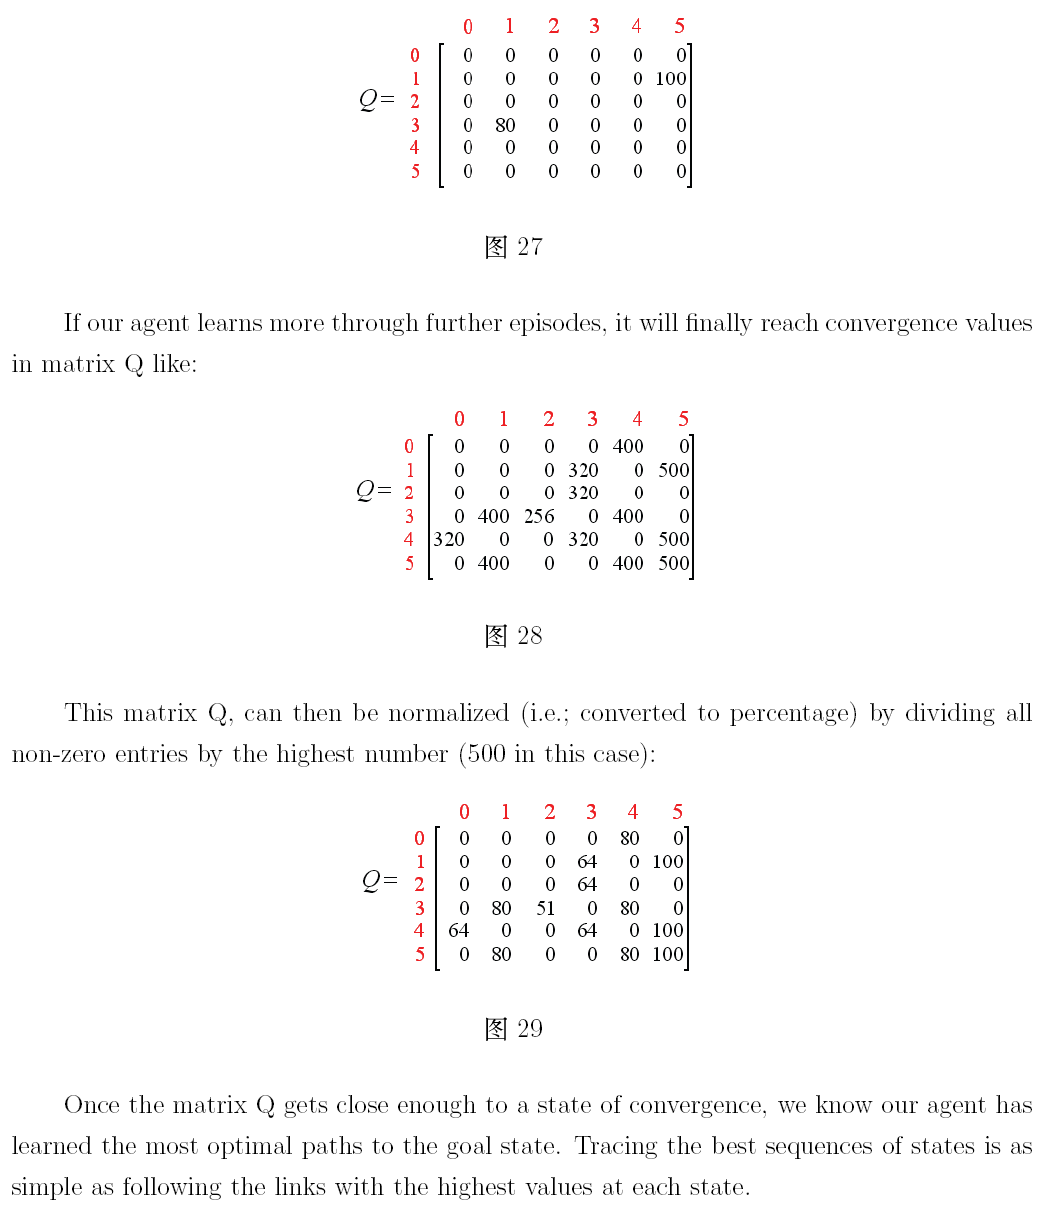 0 1 2 3 4 5
0 0 0 0 0 0 0
1 0 0 0 0 0 100
Q= 2 0 0 0 0 0 0
3 0 80 0 0 0 0
4 0 0 0 0 0 0
5 0 0 0 0 0 0
图 27
If our agent learns more through further episodes, it will finally reach convergence values
in matrix Q like:
0 1 2 3 4 5
0 0 0 0 0 400 0
1 0 0 0 320 0 500
Q= 2 0 0 0 320 0 0
3 0 400 256 0 400 0
4 320 0 0 320 0 500
5 0 400 0 0 400 500
图 28
This matrix Q, can then be normalized (i.e.; converted to percentage) by dividing all
non-zero entries by the highest number (500 in this case):
0 1 2 3 4 5
0 0 0 0 0 80 0
1 0 0 0 64 0 100
Q= 2 0 0 0 64 0 0
3 0 80 51 0 80 0
4 64 0 0 64 0 100
5 0 80 0 0 80 100
图 29
Once the matrix Q gets close enough to a state of convergence, we know our agent has
learned the most optimal paths to the goal state. Tracing the best sequences of states is as
simple as following the links with the highest values at each state.